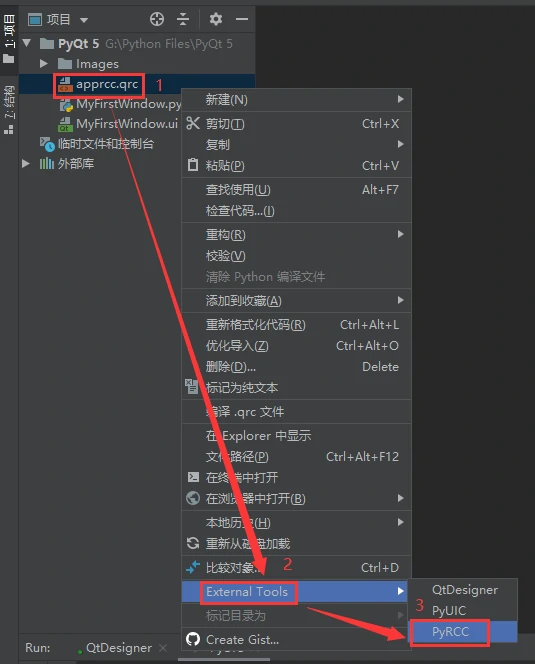 1: 项目
7: 结构
项目
PyQt 5 G:\Python Files\PyQt 5
Images
apprcc.qrc 1
MyFirstWindow.py
MyFirstWindow.ui
临时文件和控制台
外部库
新建(N)
剪切(T) Ctrl+X
复制
粘贴(P) Ctrl+V
查找使用(U) Alt+F7
检查代码...(I)
重构(R)
校验(V)
清除 Python 编译文件
添加到收藏(A)
重新格式化代码(R) Ctrl+Alt+L
优化导入(Z) Ctrl+Alt+O
删除(D)... Delete
标记为纯文本
编译 .qrc 文件
在 Explorer 中显示
文件路径(P) Ctrl+Alt+F12
在终端中打开
在浏览器中打开(B)
本地历史(H)
重新从磁盘加载
比较对象... Ctrl+D
2
External Tools
标记目录为
Create Gist...
QtDesigner
3 PyUIC
PyRCC
Run: QtDesigner